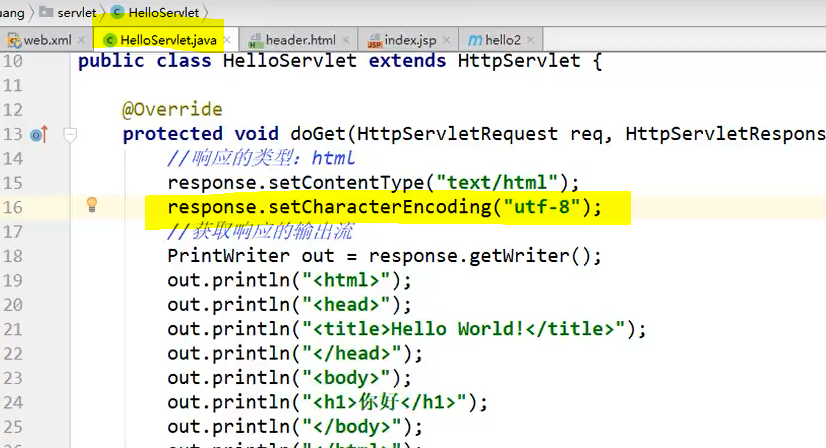 uang servlet HelloServlet
web.xml HelloServlet.java header.html index.jsp hello2
10 public class HelloServlet extends HttpServlet {
11
12 @Override
13 protected void doGet(HttpServletRequest req, HttpServletRespons
14 //响应的类型：html
15 response.setContentType("text/html");
16 response.setCharacterEncoding("utf-8");
17 //获取响应的输出流
18 PrintWriter out = response.getWriter();
19 out.println("<html>");
20 out.println("<head>");
21 out.println("<title>Hello World!</title>");
22 out.println("</head>");
23 out.println("<body>");
24 out.println("<h1>你好</h1>");
25 out.println("</body>");
26 out.println("</html>");